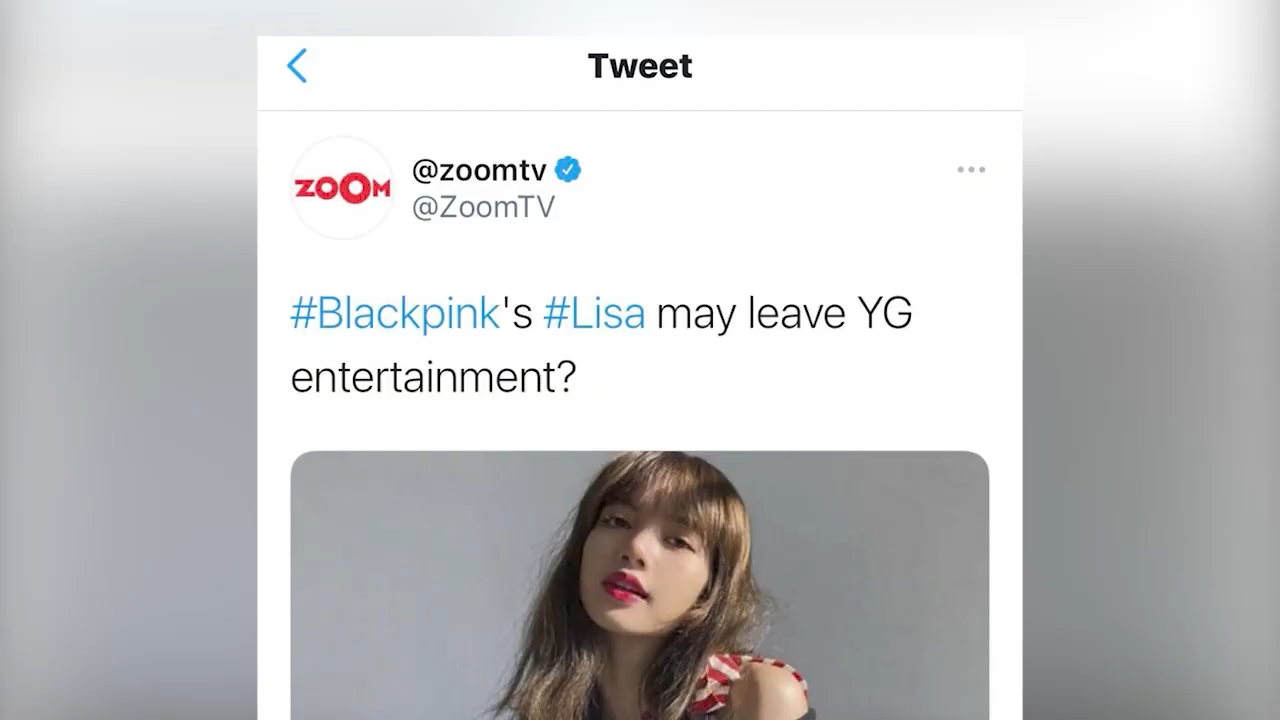 Tweet
ZOOM
@zoomtv
@ZoomTV
#Blackpink's #Lisa may leave YG
entertainment?